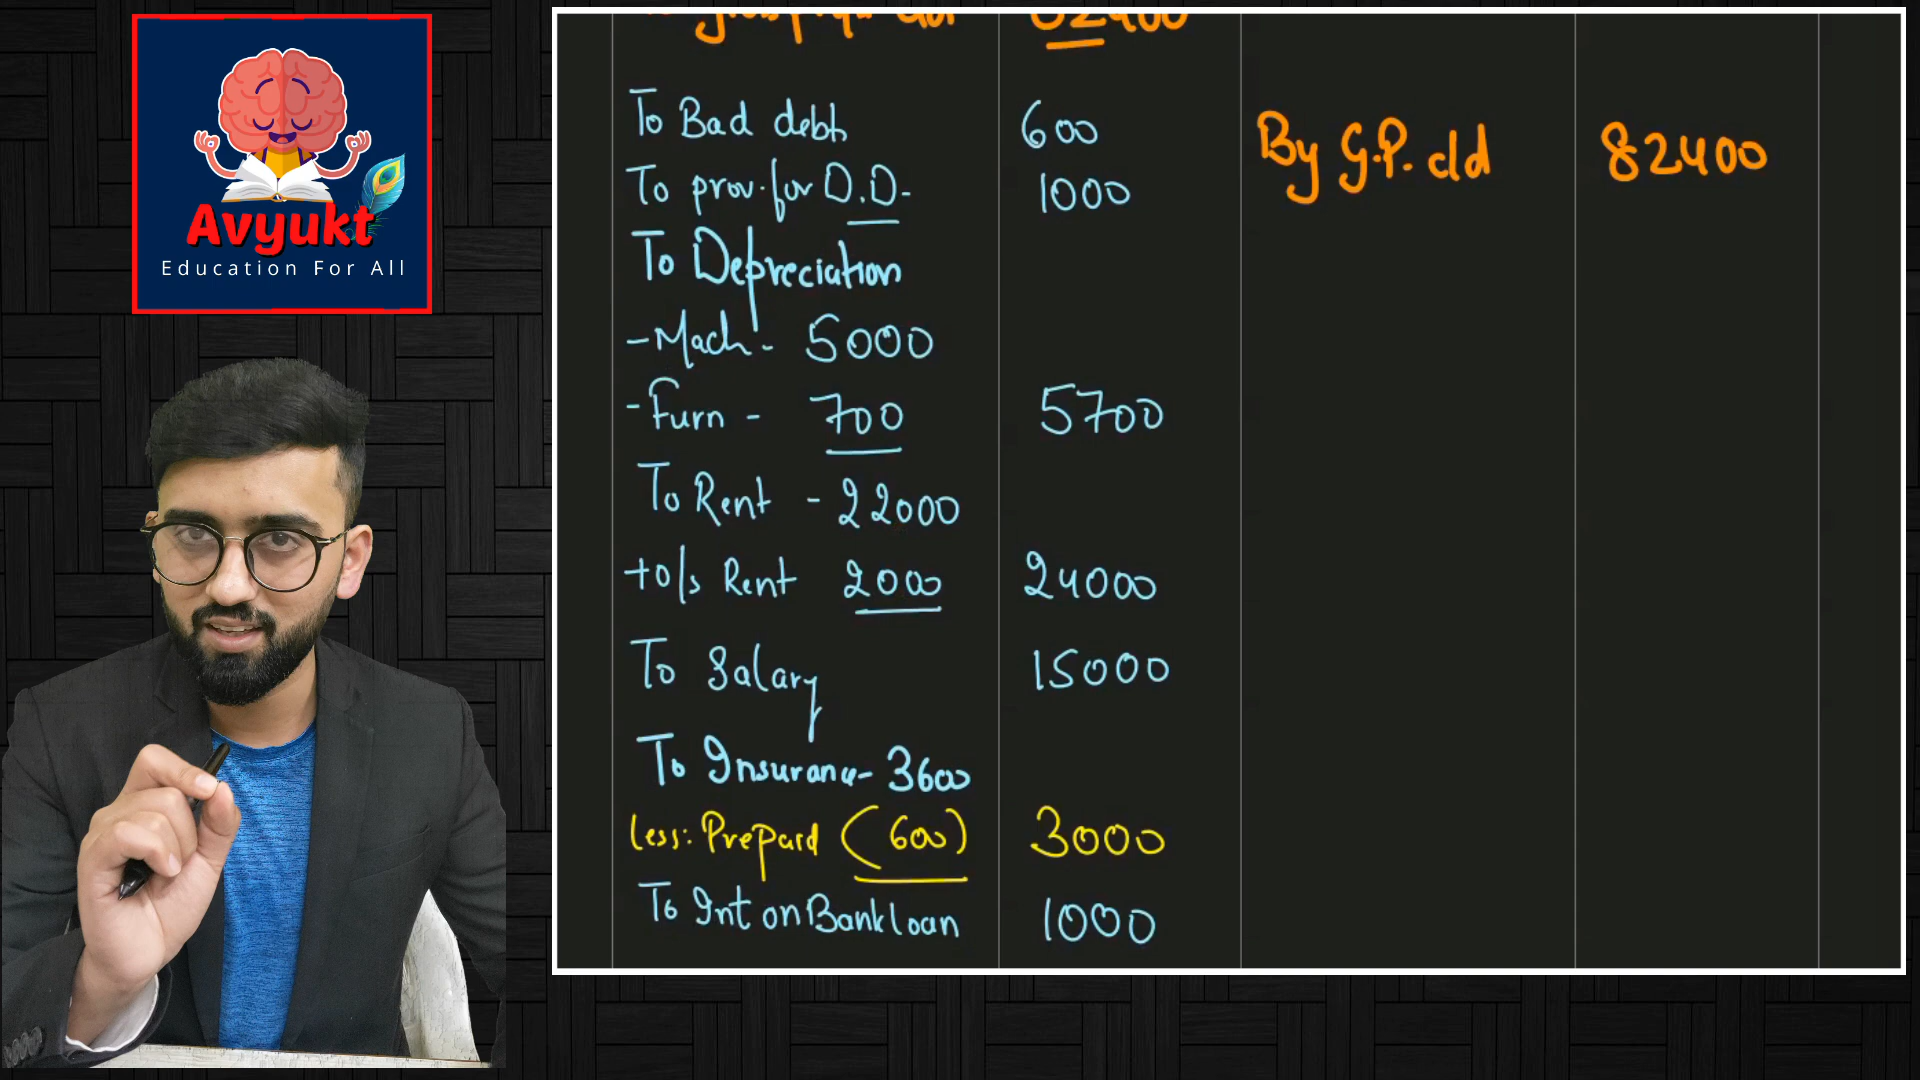 Avyukt
Education For All
82400
To Bad debt 600
By G.P. c/d 82400
To prov. for D.D. 1000
To Depreciation
- Mach - 5000
- Furn - 700 5700
To Rent - 22000
+ o/s Rent 2000 24000
To Salary 15000
To Insurance - 3600
less: Prepaid (600) 3000
To Int on Bank loan 1000